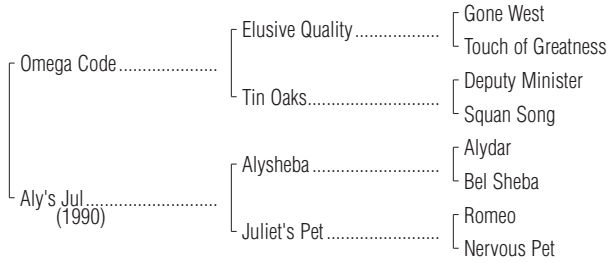 Gone West
Elusive Quality
Touch of Greatness
Omega Code
Deputy Minister
Tin Oaks
Squan Song
Alydar
Alysheba
Bel Sheba
Aly's Jul
(1990)
Romeo
Juliet's Pet
Nervous Pet